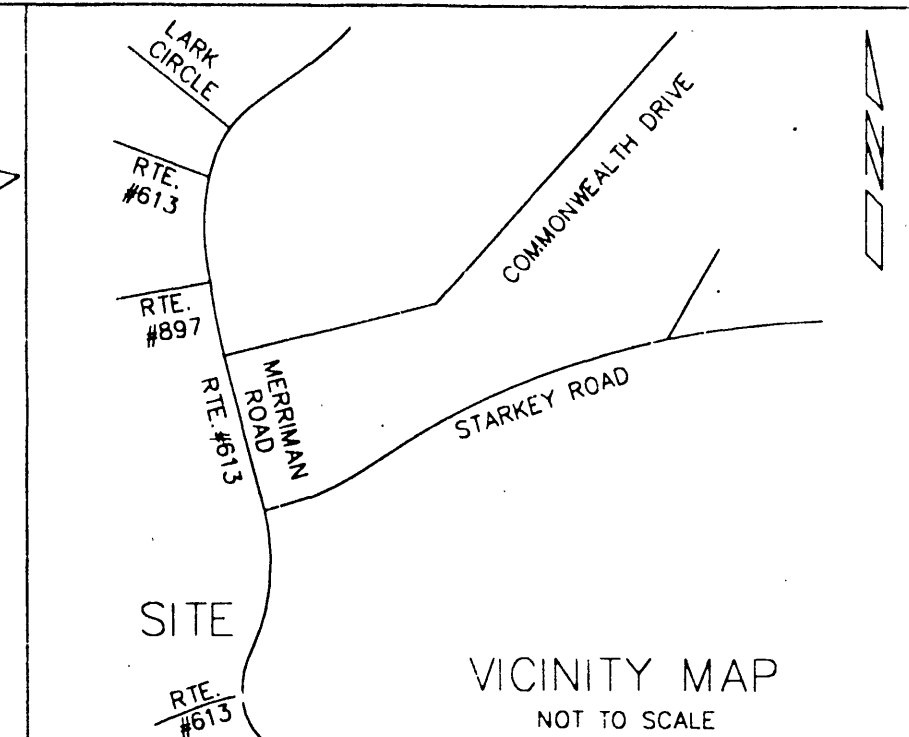 LARK
CIRCLE
RTE.
#613
RTE.
#897
COMMONWEALTH DRIVE
MERRIMAN
ROAD
RTE. #613
STARKEY ROAD
SITE
RTE.
#613
VICINITY MAP
NOT TO SCALE